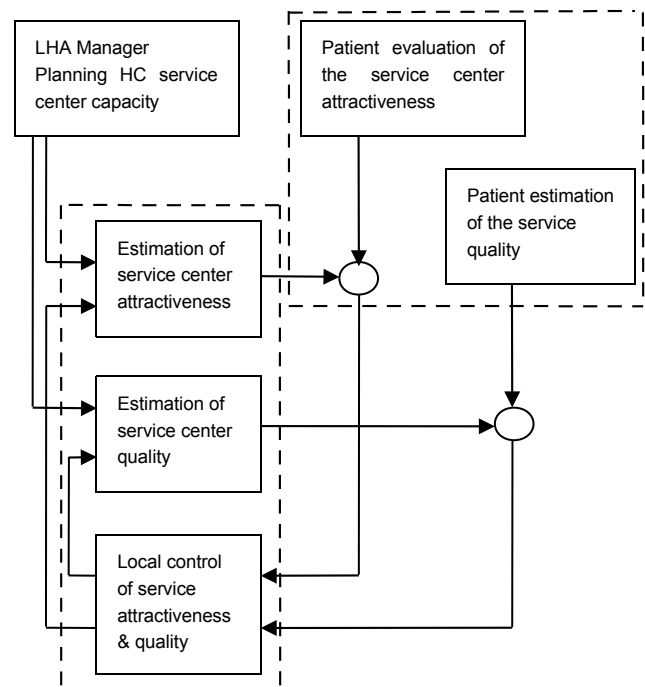 LHA Manager
Planning HC service
center capacity
Patient evaluation of
the service center
attractiveness
Patient estimation
of the service
quality
Estimation of
service center
attractiveness
Estimation of
service center
quality
Local control
of service
attractiveness
& quality